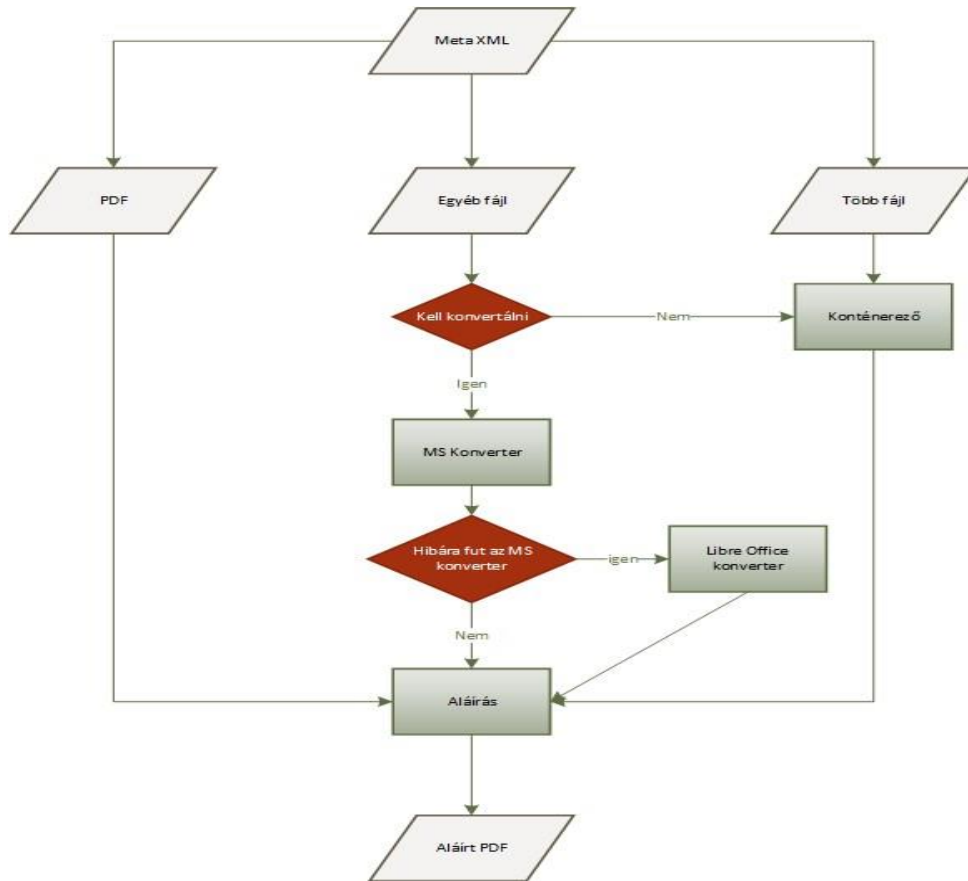 Meta XML
PDF
Egyéb fájl
Több fájl
Kell konvertálni
Nem
Konténerező
Igen
MS Konverter
Hibára fut az MS
konverter
igen
Libre Office
konverter
Nem
Aláírás
Aláírt PDF